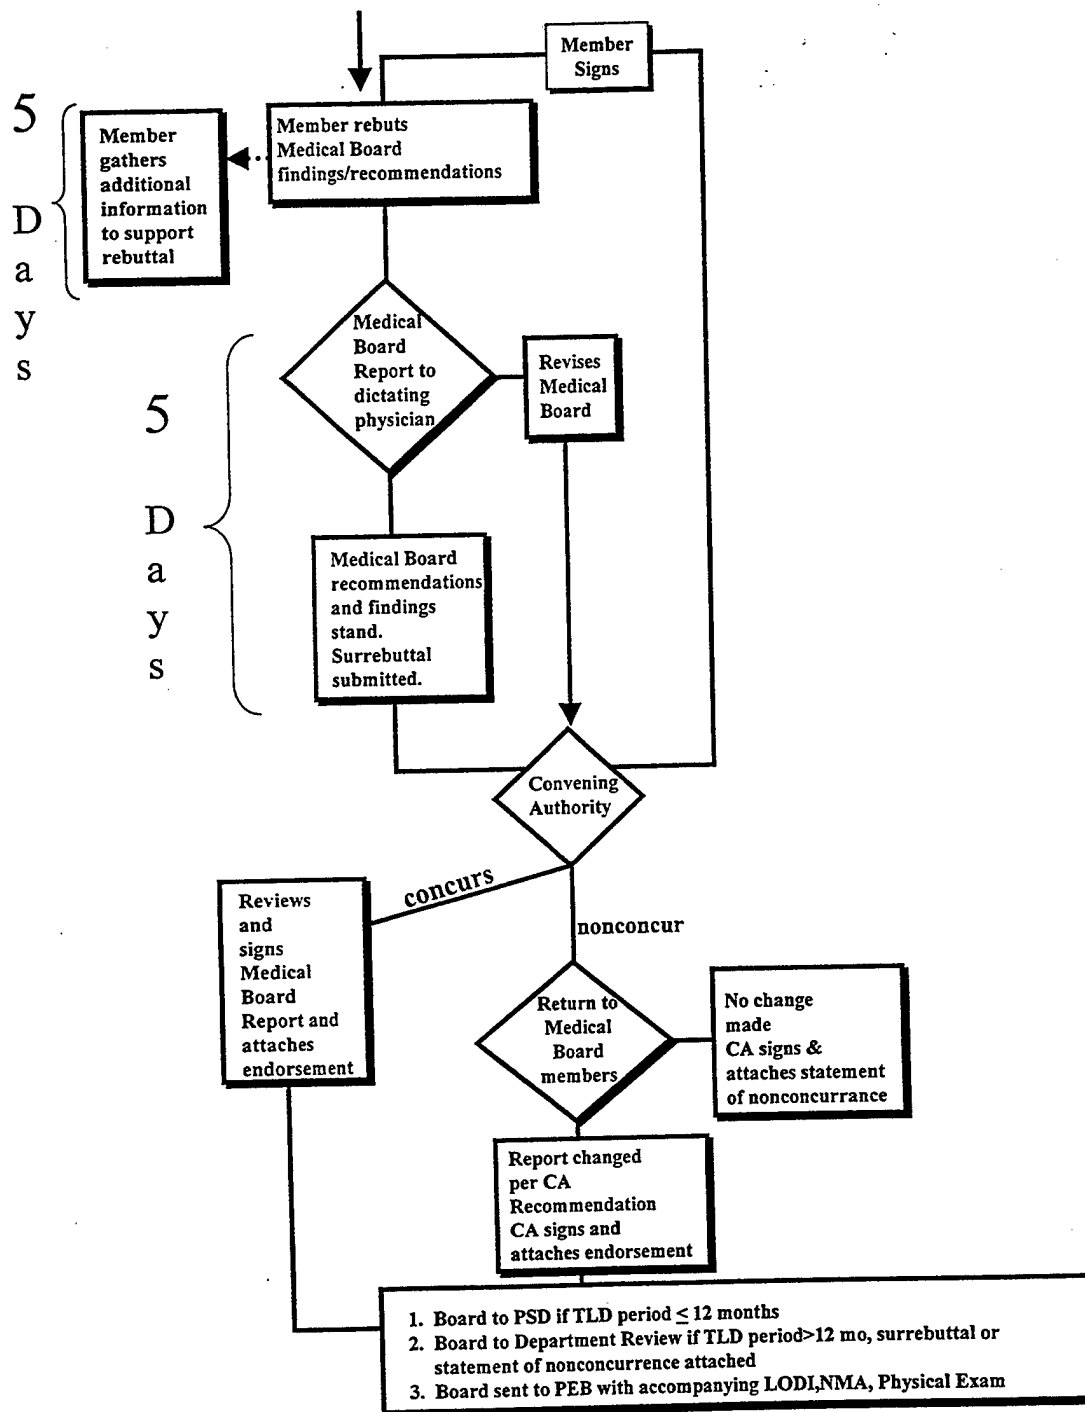 Member
Signs
5
Days
Member
gathers
additional
information
to support
rebuttal
Member rebuts
Medical Board
findings/recommendations
Medical
Board
Report to
dictating
physician
Revises
Medical
Board
5
Days
Medical Board
recommendations
and findings
stand.
Surrebuttal
submitted.
Convening
Authority
concurs
nonconcur
Reviews
and
signs
Medical
Board
Report and
attaches
endorsement
Return to
Medical
Board
members
No change
made
CA signs &
attaches statement
of nonconcurrance
Report changed
per CA
Recommendation
CA signs and
attaches endorsement
1. Board to PSD if TLD period ≤ 12 months
2. Board to Department Review if TLD period>12 mo, surrebuttal or
statement of nonconcurrence attached
3. Board sent to PEB with accompanying LODI,NMA, Physical Exam